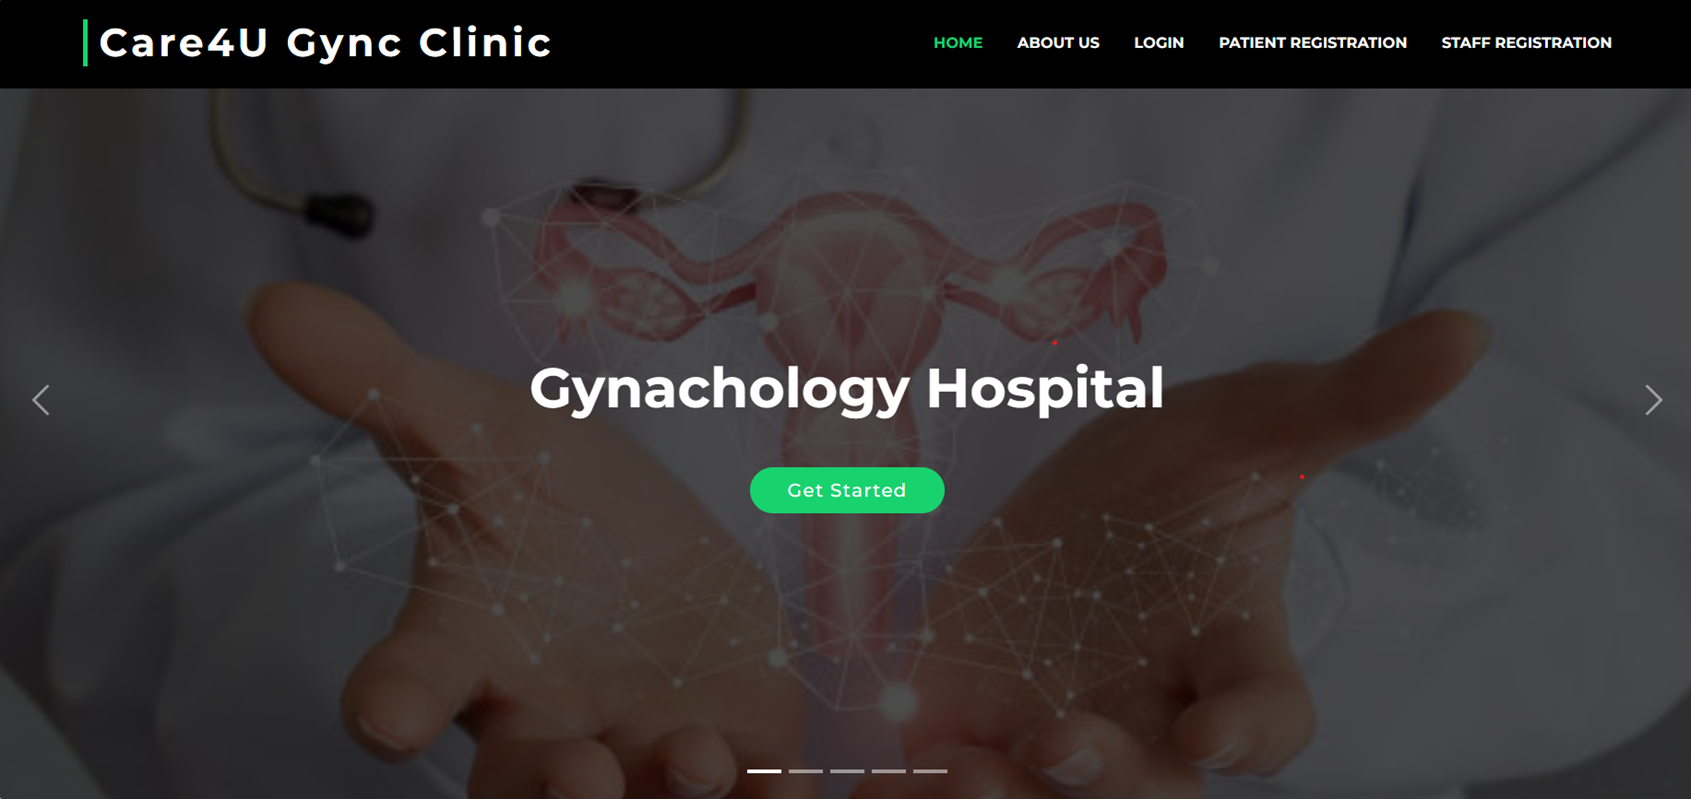 Care4U Gync Clinic
HOME ABOUT US LOGIN PATIENT REGISTRATION STAFF REGISTRATION
Gynachology Hospital
Get Started